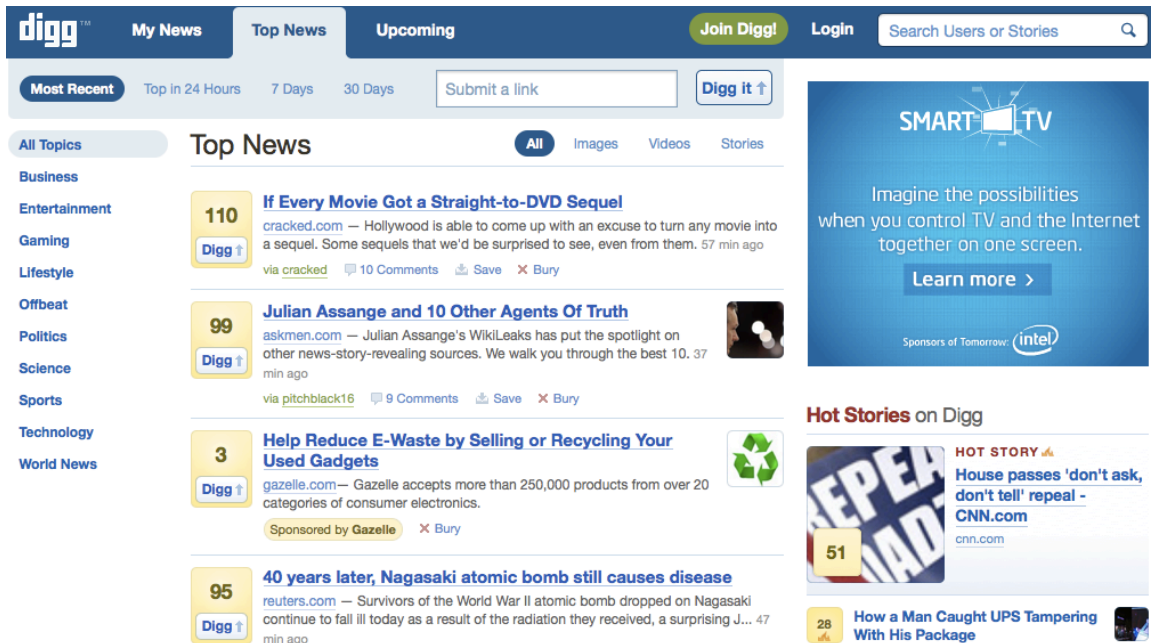 digg™
My News
Top News
Upcoming
Join Digg!
Login
Search Users or Stories
Most Recent
Top in 24 Hours
7 Days
30 Days
Submit a link
Digg it
All Topics
Business
Entertainment
Gaming
Lifestyle
Offbeat
Politics
Science
Sports
Technology
World News
Top News
All
Images
Videos
Stories
110
Digg
If Every Movie Got a Straight-to-DVD Sequel
cracked.com — Hollywood is able to come up with an excuse to turn any movie into
a sequel. Some sequels that we'd be surprised to see, even from them. 57 min ago
via cracked 10 Comments Save Bury
99
Digg
Julian Assange and 10 Other Agents Of Truth
askmen.com — Julian Assange's WikiLeaks has put the spotlight on
other news-story-revealing sources. We walk you through the best 10. 37
min ago
via pitchblack16 9 Comments Save Bury
3
Digg
Help Reduce E-Waste by Selling or Recycling Your
Used Gadgets
gazelle.com— Gazelle accepts more than 250,000 products from over 20
categories of consumer electronics.
Sponsored by Gazelle Bury
95
Digg
40 years later, Nagasaki atomic bomb still causes disease
reuters.com — Survivors of the World War II atomic bomb dropped on Nagasaki
continue to fall ill today as a result of the radiation they received, a surprising J... 47
min ago
SMART TV
Imagine the possibilities
when you control TV and the Internet
together on one screen.
Learn more >
Sponsors of Tomorrow: intel
Hot Stories on Digg
REPEAL
51
HOT STORY
House passes 'don't ask,
don't tell' repeal -
CNN.com
cnn.com
28
How a Man Caught UPS Tampering
With His Package